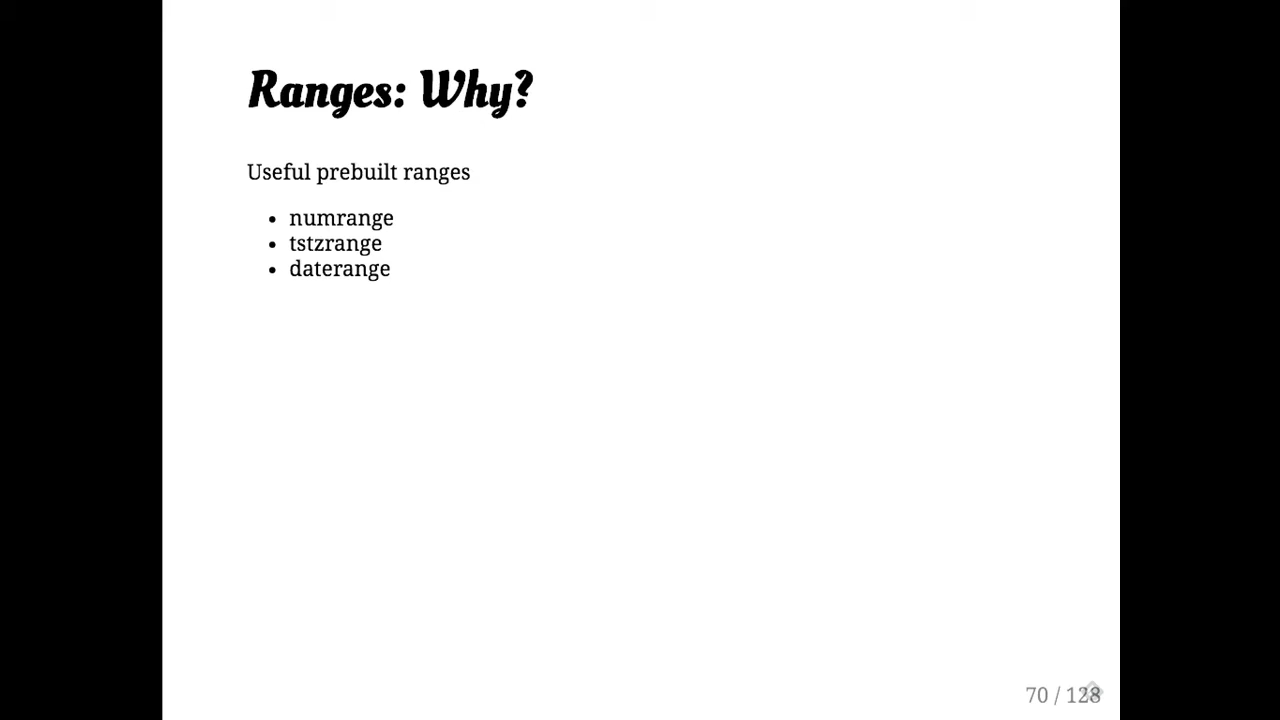 Ranges: Why?
Useful prebuilt ranges
• numrange
• tstzrange
• daterange
70 / 128